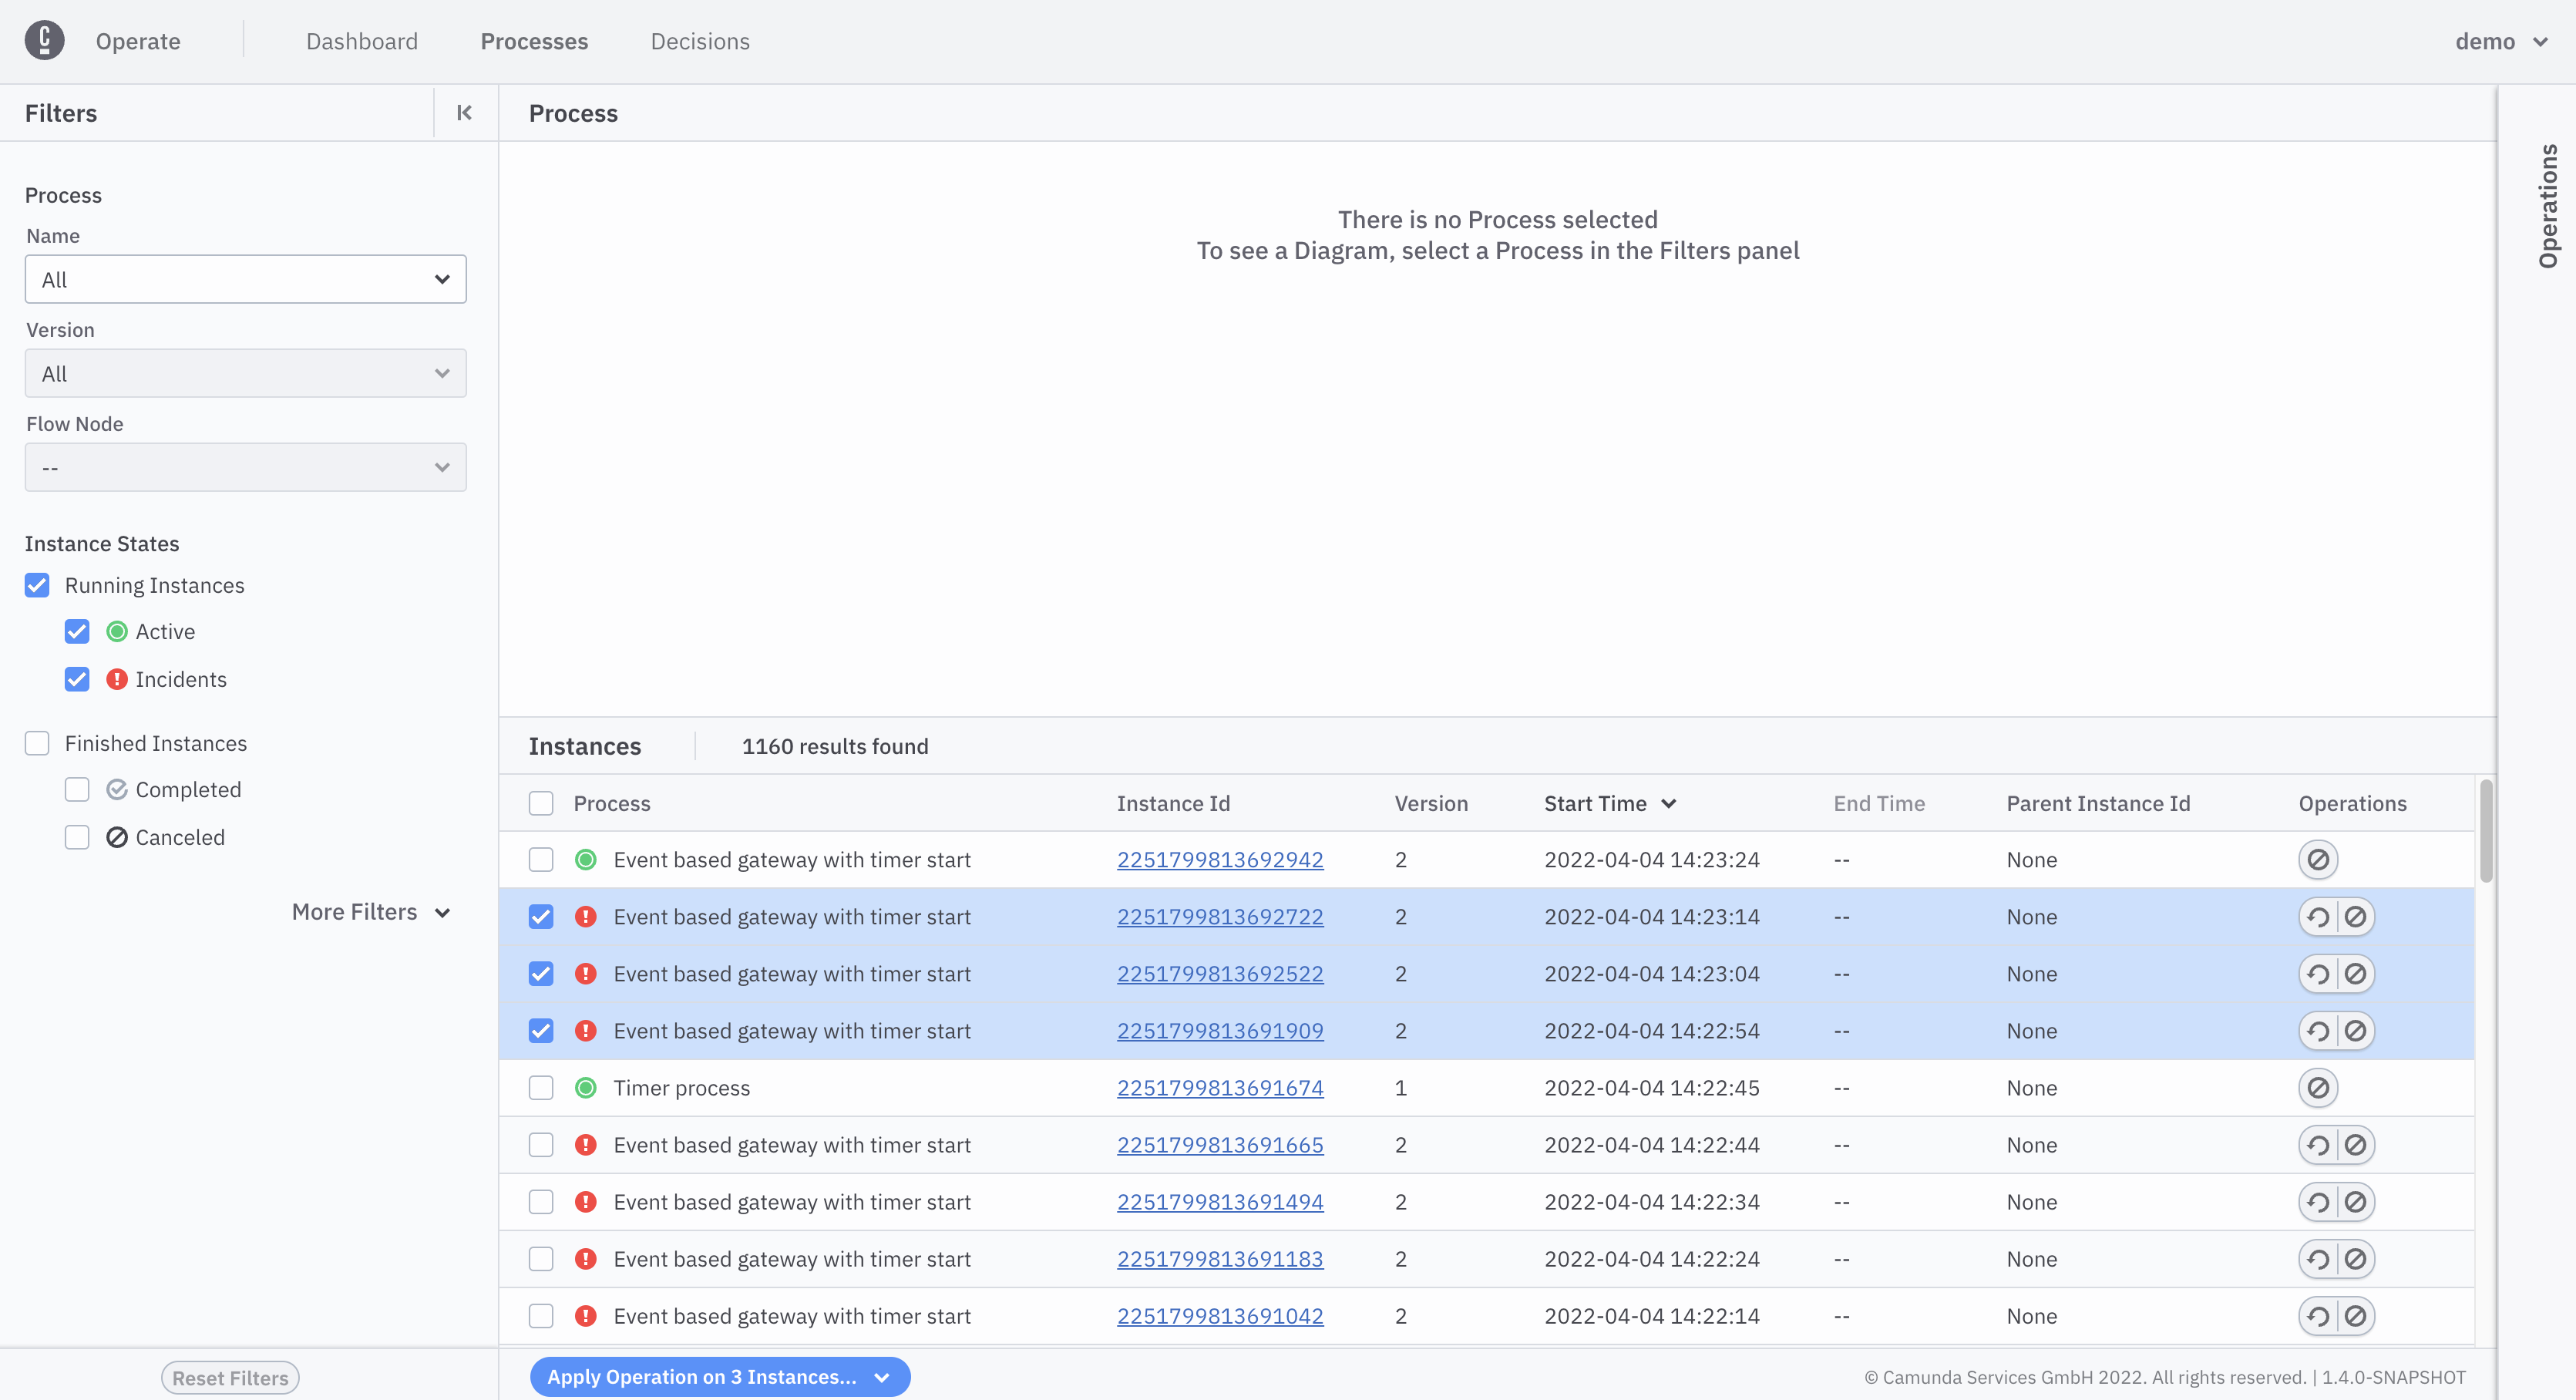 Operate
Dashboard
Processes
Decisions
demo
Filters
Process
Name
All
Version
All
Flow Node
--
Instance States
Running Instances
Active
Incidents
Finished Instances
Completed
Canceled
More Filters
Reset Filters
Process
There is no Process selected
To see a Diagram, select a Process in the Filters panel
Operations
Instances 1160 results found
Process Instance Id Version Start Time End Time Parent Instance Id Operations
Event based gateway with timer start 2251799813692942 2 2022-04-04 14:23:24 -- None
Event based gateway with timer start 2251799813692722 2 2022-04-04 14:23:14 -- None
Event based gateway with timer start 2251799813692522 2 2022-04-04 14:23:04 -- None
Event based gateway with timer start 2251799813691909 2 2022-04-04 14:22:54 -- None
Timer process 2251799813691674 1 2022-04-04 14:22:45 -- None
Event based gateway with timer start 2251799813691665 2 2022-04-04 14:22:44 -- None
Event based gateway with timer start 2251799813691494 2 2022-04-04 14:22:34 -- None
Event based gateway with timer start 2251799813691183 2 2022-04-04 14:22:24 -- None
Event based gateway with timer start 2251799813691042 2 2022-04-04 14:22:14 -- None
Apply Operation on 3 Instances...
© Camunda Services GmbH 2022. All rights reserved. | 1.4.0-SNAPSHOT